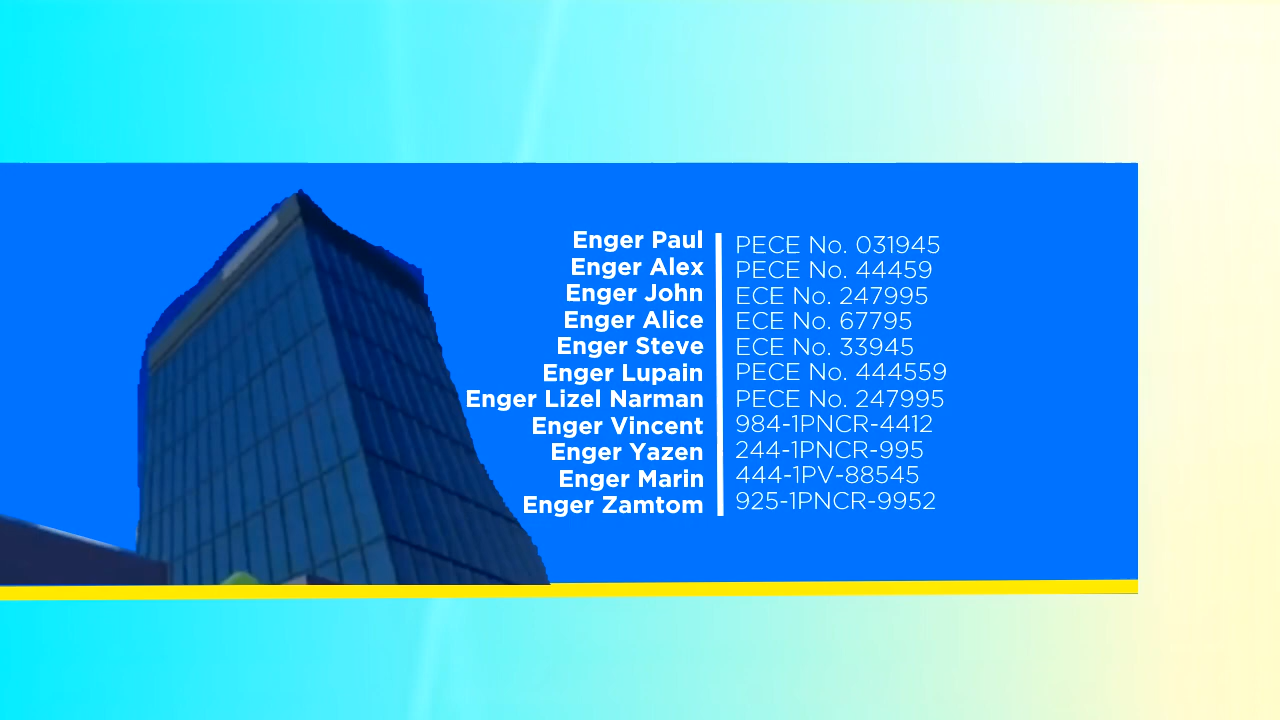 Enger Paul PECE No. 031945
Enger Alex PECE No. 44459
Enger John ECE No. 247995
Enger Alice ECE No. 67795
Enger Steve ECE No. 33945
Enger Lupain PECE No. 444559
Enger Lizel Narman PECE No. 247995
Enger Vincent 984-1PNCR-4412
Enger Yazen 244-1PNCR-995
Enger Marin 444-1PV-88545
Enger Zamtom 925-1PNCR-9952